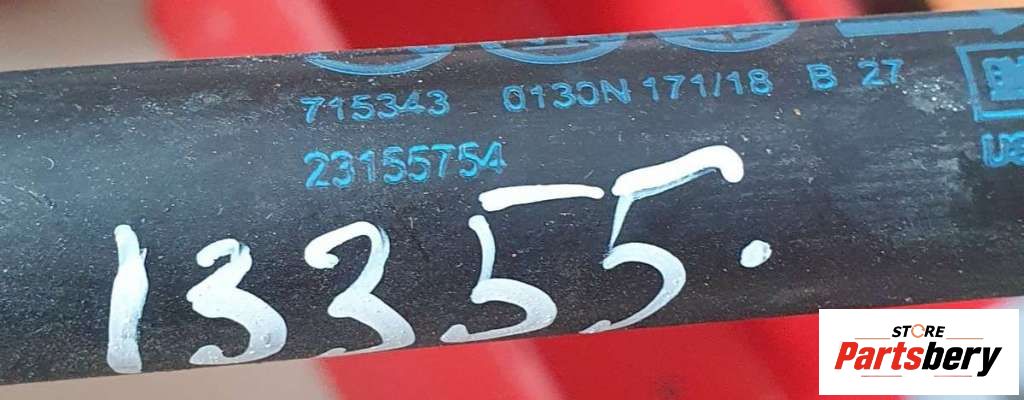 715343 0130N 171/18 B 27
23155754
13355.
STORE
Partsbery